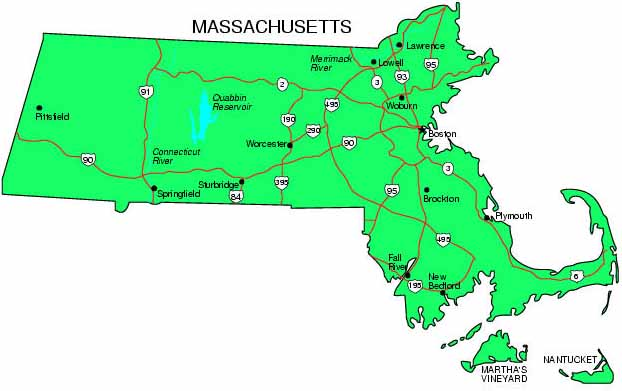 MASSACHUSETTS
Lawrence
Merrimack
River
Lowell
95
93
3
2
91
Quabbin
Reservoir
495
Woburn
Pittsfield
190
290
Boston
Worcester
90
Connecticut
River
90
3
Sturbridge
395
95
Springfield
84
Brockton
Plymouth
495
Fall
River
6
195
New
Bedford
NANTUCKET
MARTHA'S
VINEYARD